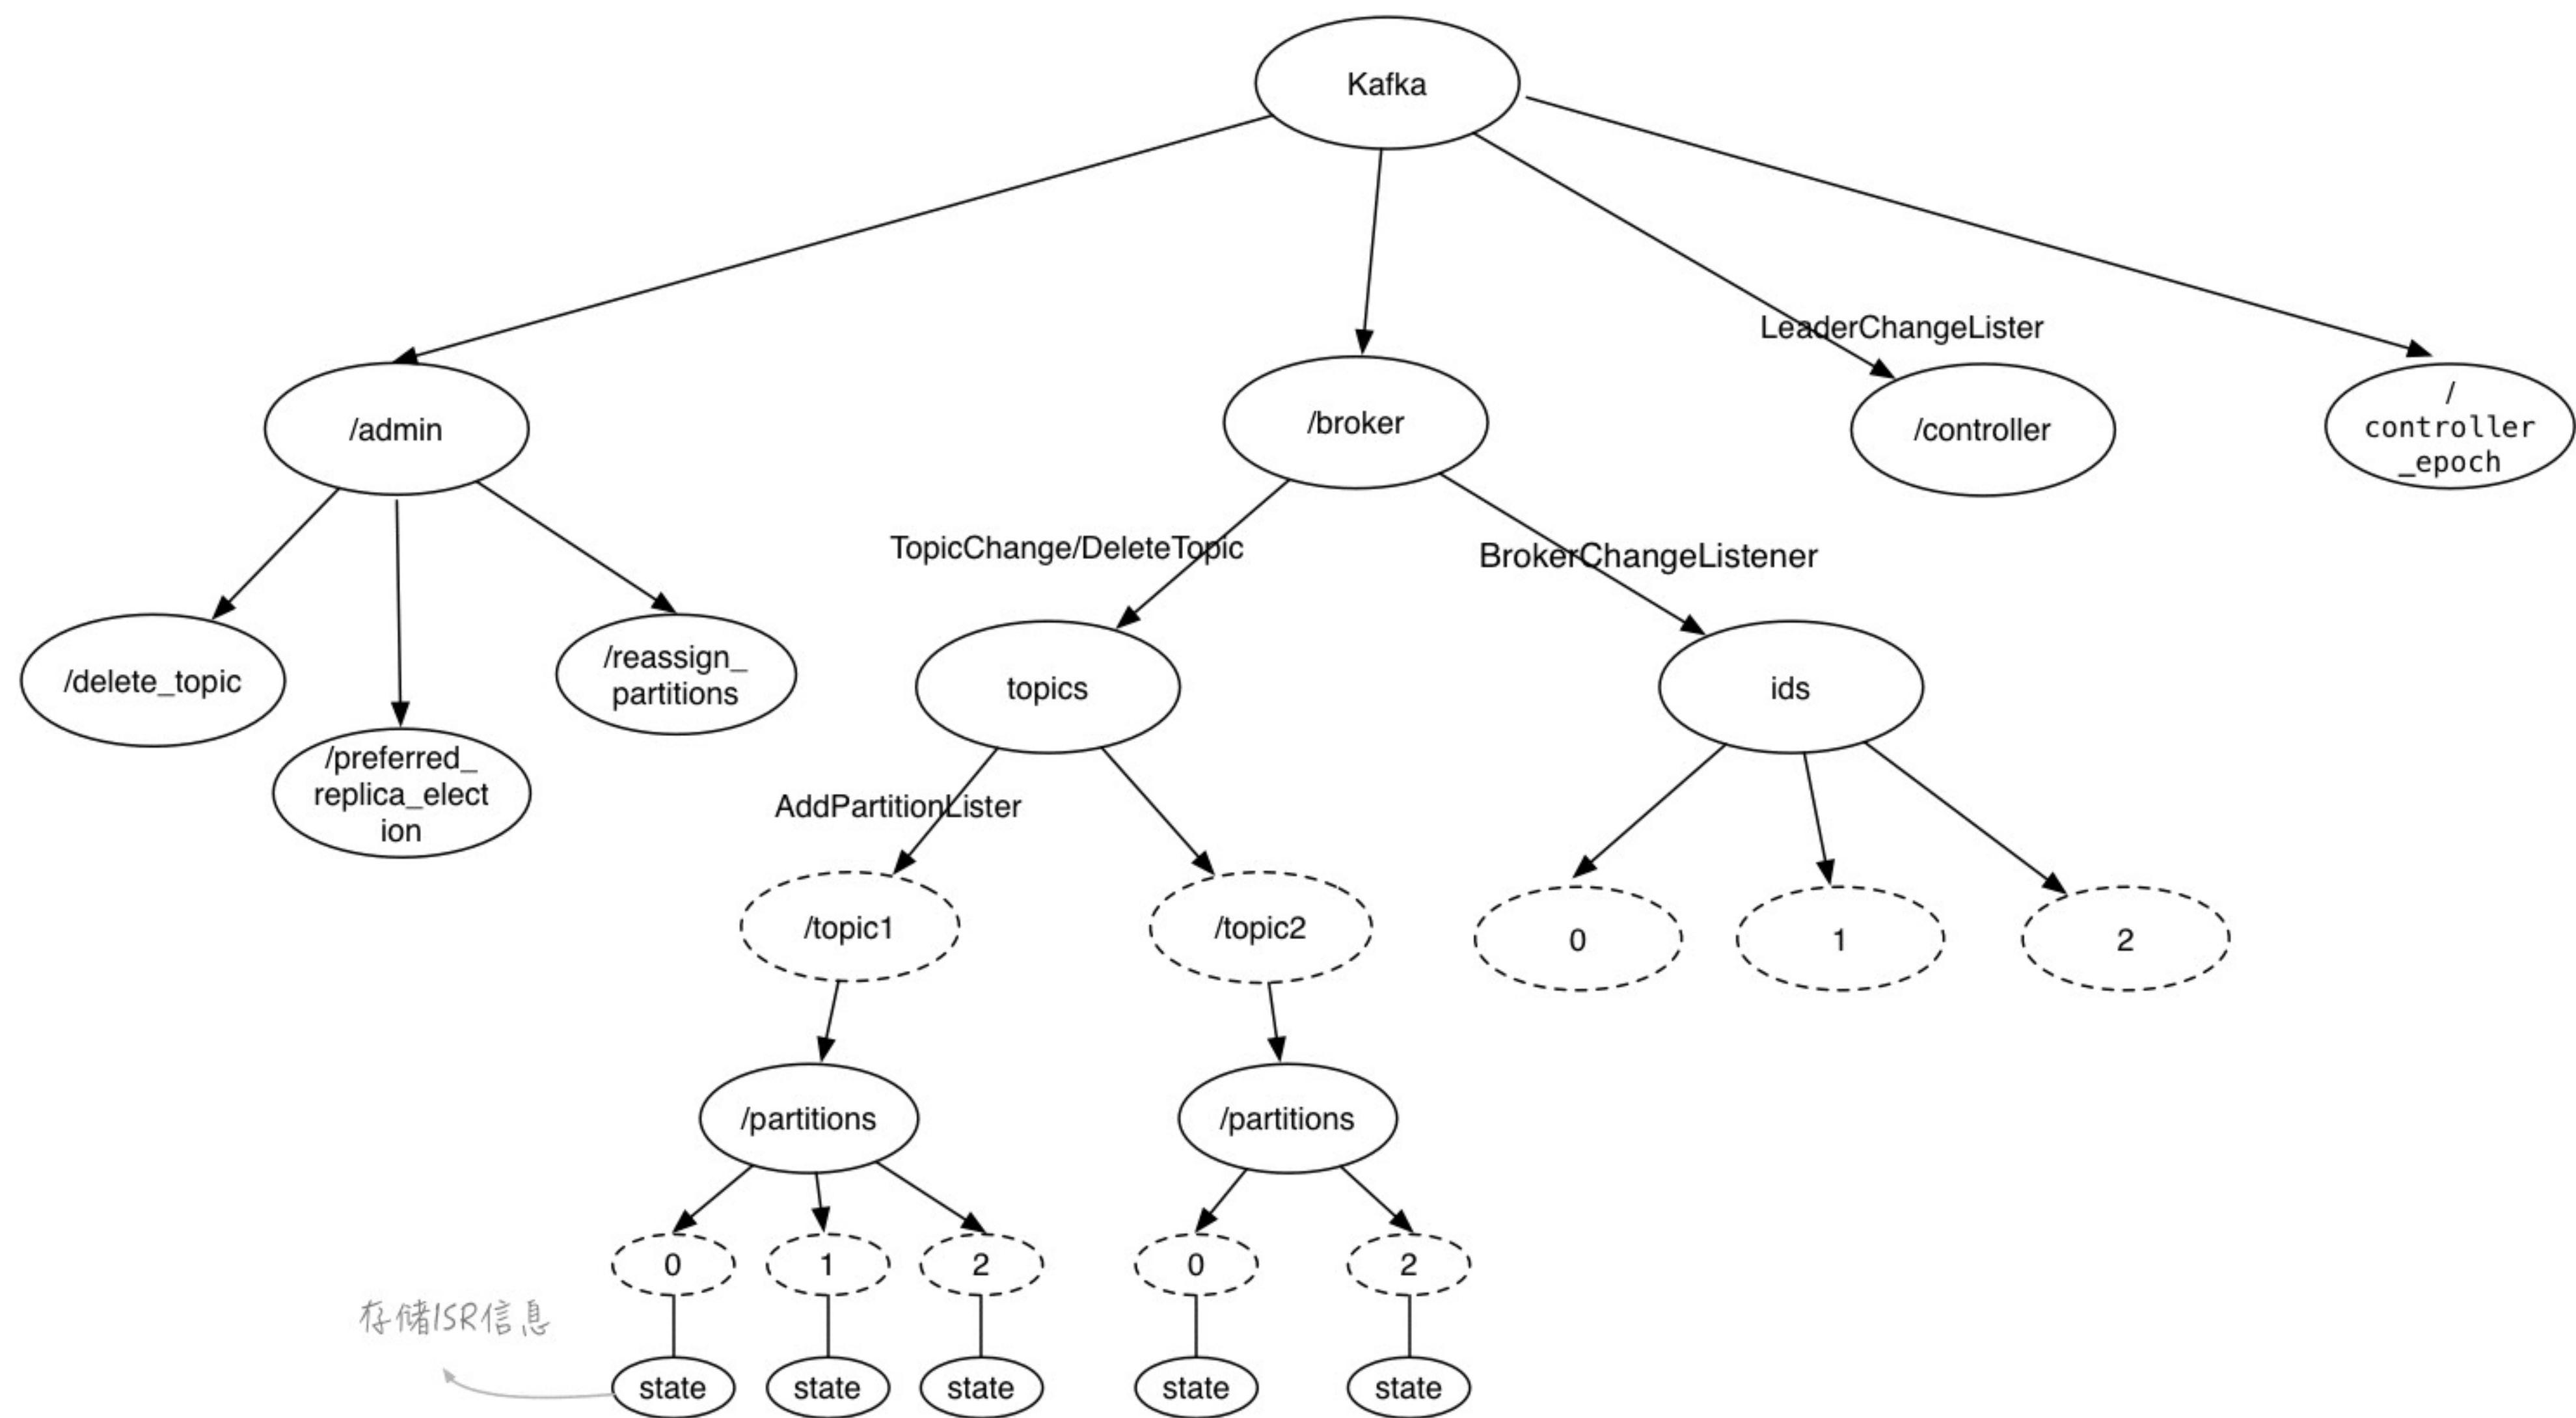 Kafka
LeaderChangeLister
/admin
/broker
/controller
/
controller
_epoch
TopicChange/DeleteTopic
BrokerChangeListener
/delete_topic
/preferred_
replica_elect
ion
/reassign_
partitions
topics
ids
AddPartitionLister
/topic1
/topic2
0
1
2
/partitions
/partitions
0
1
2
0
2
存储ISR信息
state
state
state
state
state